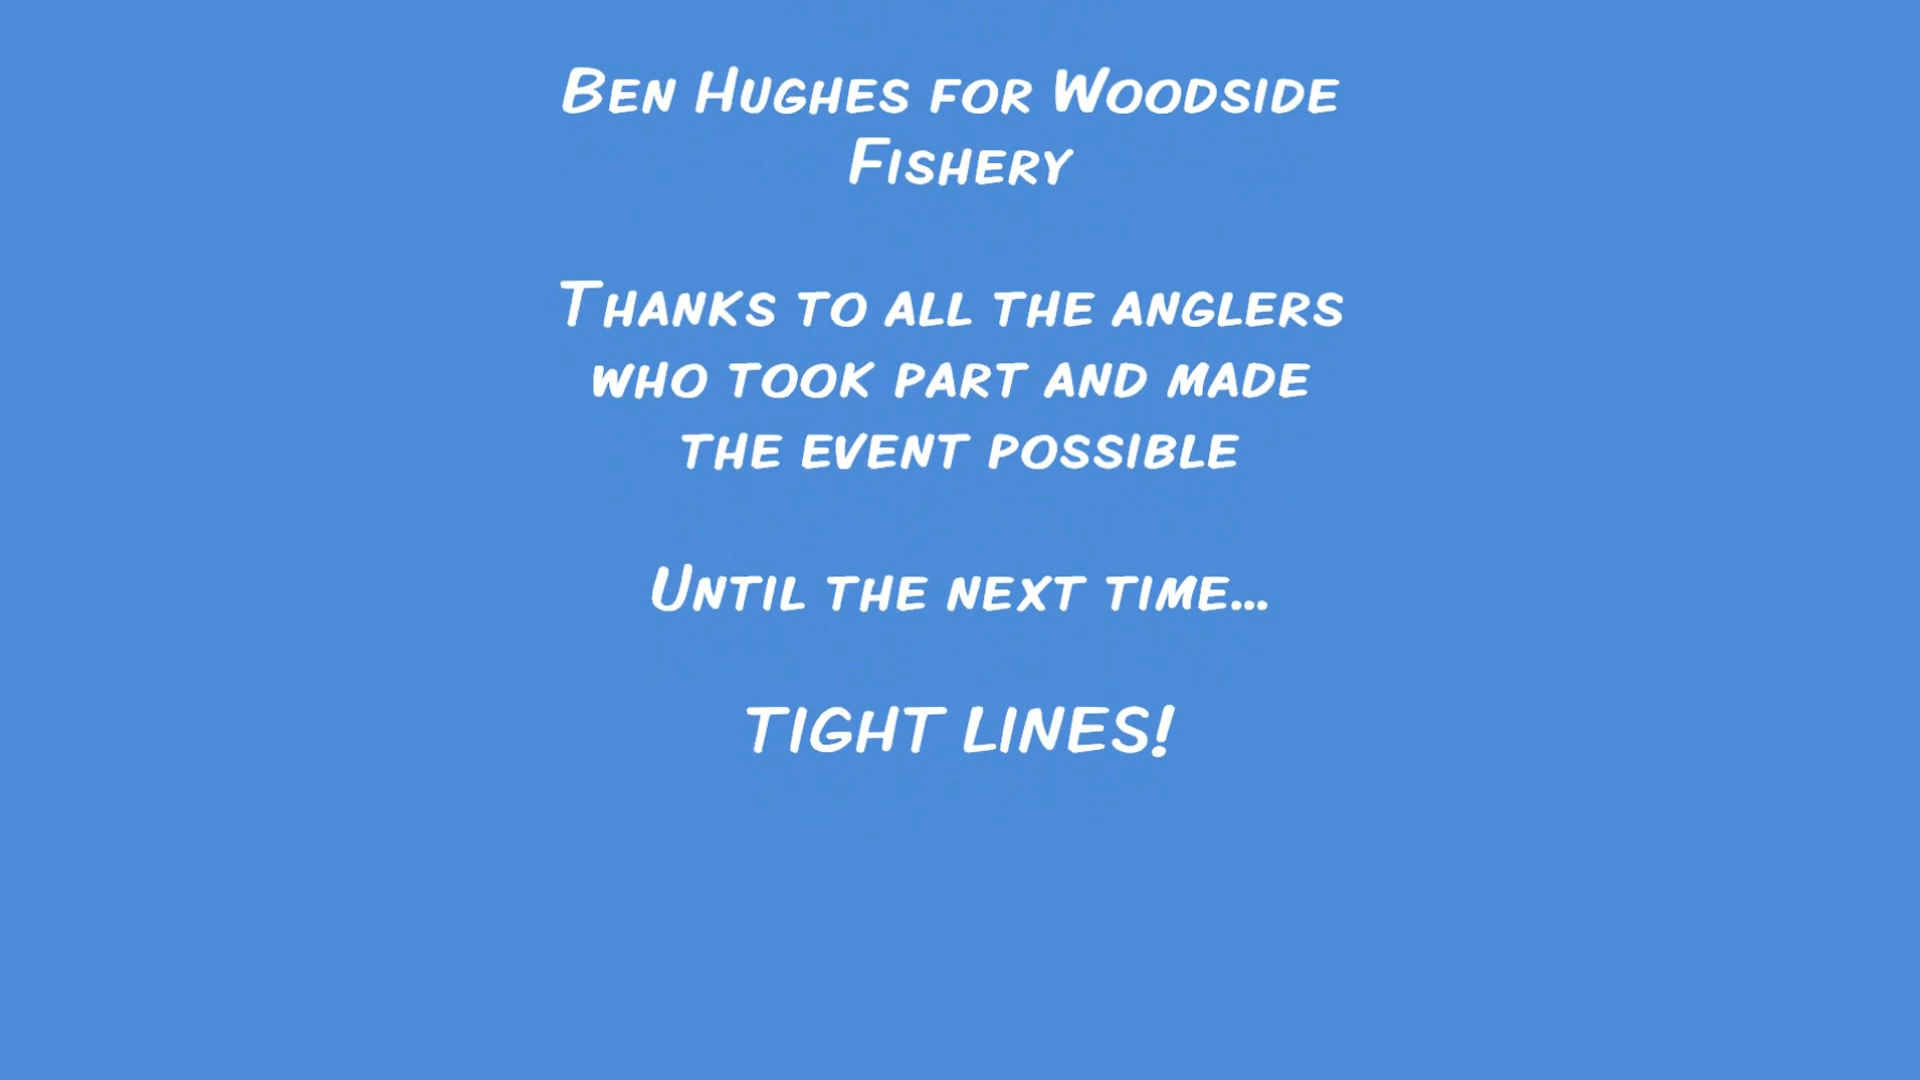 Ben Hughes for Woodside
Fishery
Thanks to all the anglers
who took part and made
the event possible
Until the next time...
TIGHT LINES!